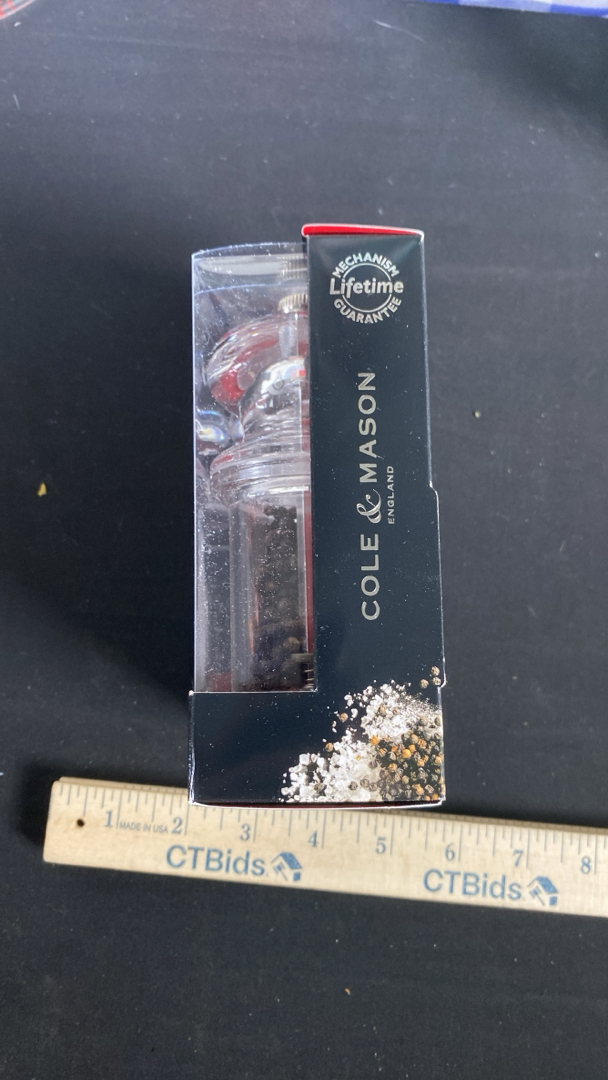 MECHANISM
Lifetime
GUARANTEE
COLE & MASON
ENGLAND
1 MADE IN USA 2 3 4 5 6 7 8
CTBids. CTBids.